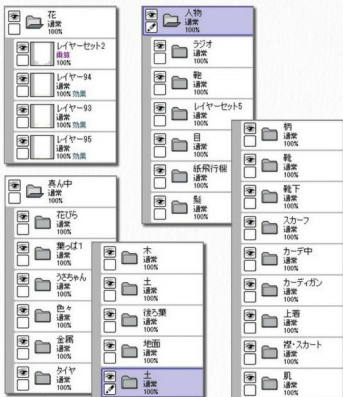 花
通常
100%
レイヤーセット2
乗算
100%
レイヤー94
通常
100% 効果
レイヤー93
通常
100% 効果
レイヤー95
通常
100% 効果
人物
通常
100%
ラジオ
通常
100%
鞄
通常
100%
レイヤーセット5
通常
100%
目
通常
100%
紙飛行機
通常
100%
髪
通常
100%
柄
通常
100%
靴
通常
100%
靴下
通常
100%
スカーフ
通常
100%
カーデ中
通常
100%
カーディガン
通常
100%
上着
通常
100%
襟・スカート
通常
100%
肌
通常
100%
真ん中
通常
100%
花びら
通常
100%
葉っぱ1
通常
100%
うさちゃん
通常
100%
色々
通常
100%
金属
通常
100%
タイヤ
通常
100%
木
通常
100%
土
通常
100%
後ろ葉
通常
100%
地面
通常
100%
土
通常
100%